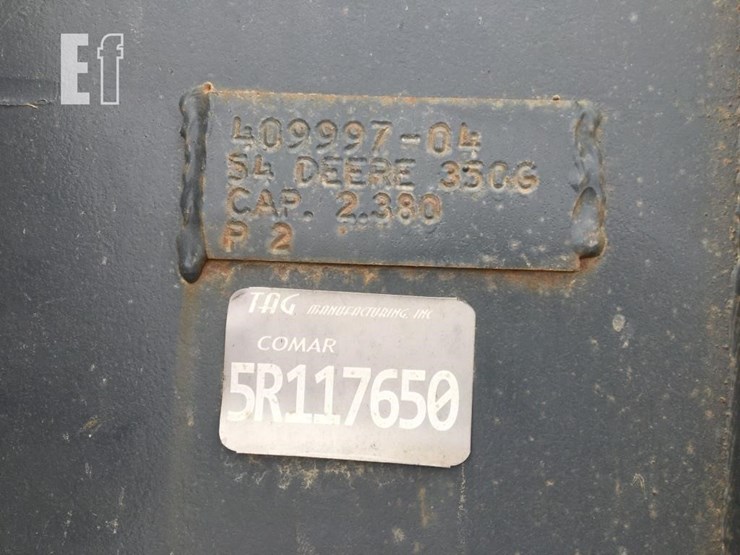 Ef
409997-04
54 DEERE 350G
CAP. 2.380
P 2
TAG MANUFACTURING INC
COMAR
5R117650